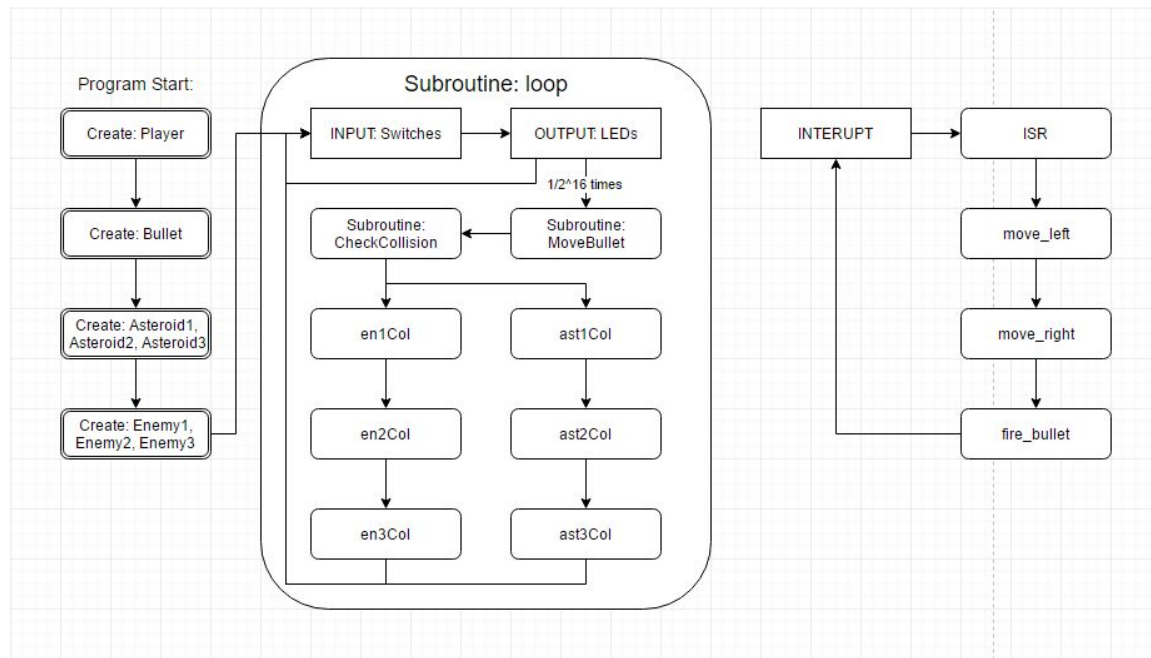 Program Start:
Create: Player
Create: Bullet
Create: Asteroid1,
Asteroid2, Asteroid3
Create: Enemy1,
Enemy2, Enemy3
Subroutine: loop
INPUT: Switches
OUTPUT: LEDs
1/2^16 times
Subroutine:
CheckCollision
Subroutine:
MoveBullet
en1Col
ast1Col
en2Col
ast2Col
en3Col
ast3Col
INTERUPT
ISR
move_left
move_right
fire_bullet